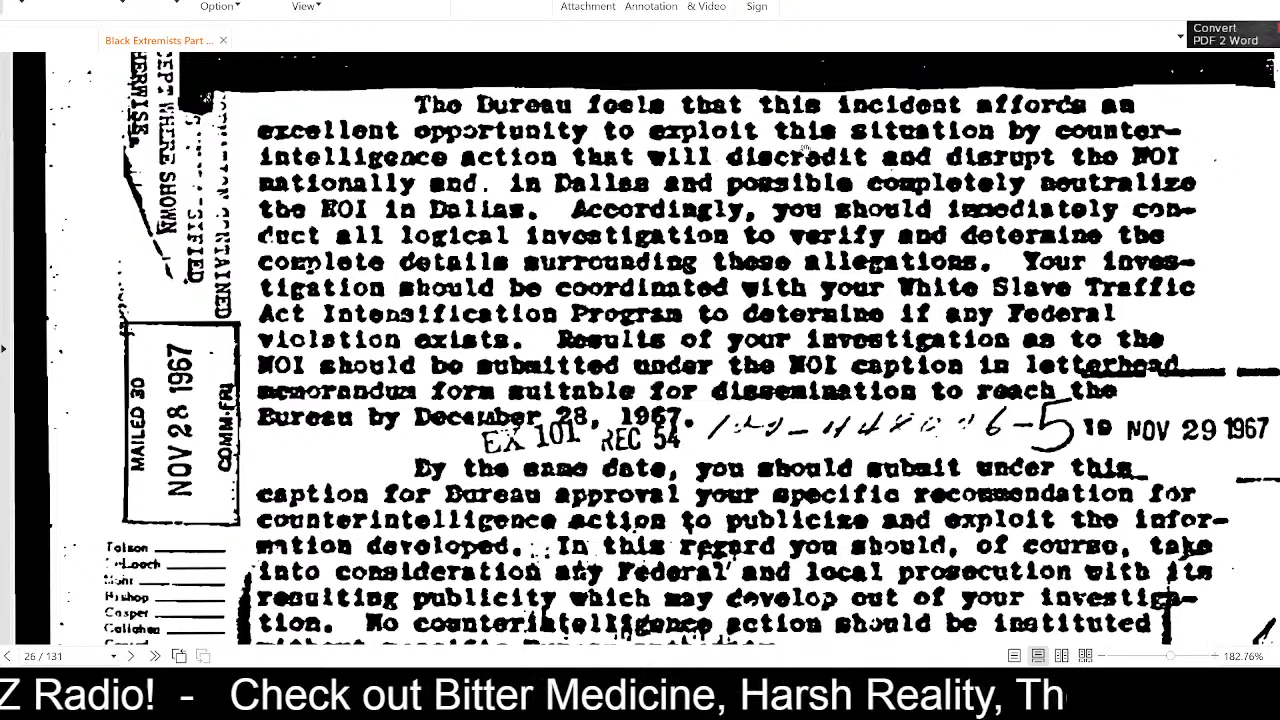 Option View Attachment Annotation & Video Sign
Black Extremists Part ...
Convert
PDF 2 Word
The Bureau feels that this incident affords an
excellent opportunity to exploit this situation by counter-
intelligence action that will discredit and disrupt the NOI
nationally and in Dallas and possible completely neutralize
the NOI in Dallas. Accordingly, you should immediately con-
duct all logical investigation to verify and determine the
complete details surrounding these allegations. Your inves-
tigation should be coordinated with your White Slave Traffic
Act Intensification Program to determine if any Federal
violation exists. Results of your investigation as to the
NOI should be submitted under the NOI caption in letterhead
memorandum form suitable for dissemination to reach the
Bureau by December 28, 1967.
EX 101 REC 54
19 NOV 29 1967
By the same date, you should submit under this
caption for Bureau approval your specific recommendation for
counterintelligence action to publicize and exploit the infor-
mation developed. In this regard you should, of course, take
into consideration any Federal and local prosecution with its
resulting publicity which may develop out of your investiga-
tion. No counterintelligence action should be instituted
HERWISE.
CEPT WHERE SHOWN
MAILED 30
NOV 28 1967
COMM-FBI
Tolson
DeLoach
Mohr
Bishop
Casper
Callahan
26 / 131
182.76%
Z Radio! - Check out Bitter Medicine, Harsh Reality, Th